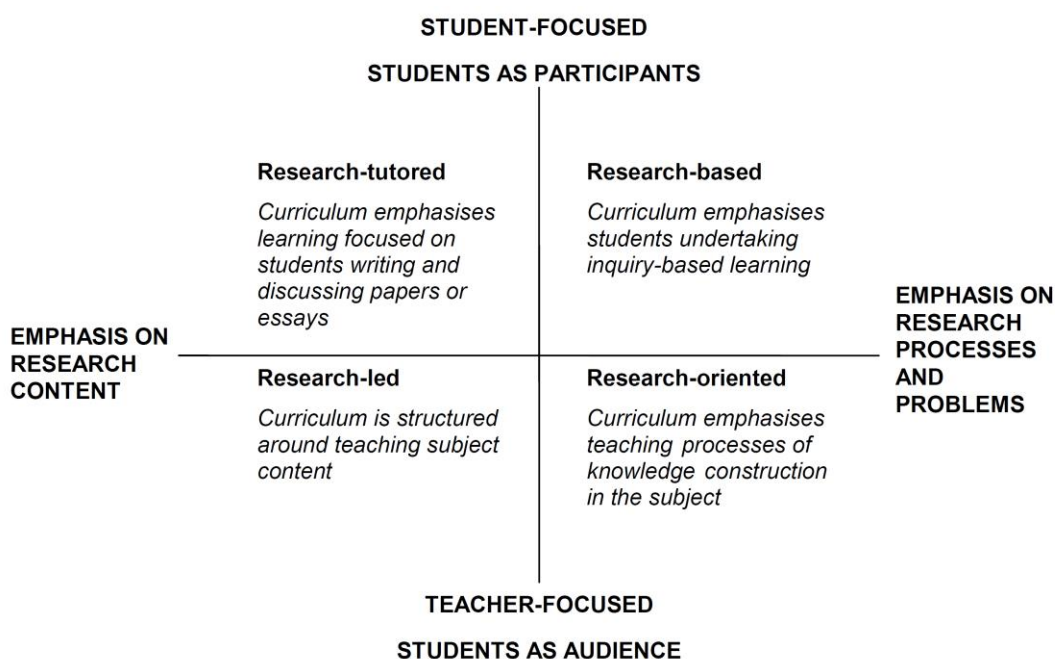 STUDENT-FOCUSED
STUDENTS AS PARTICIPANTS
Research-tutored
Curriculum emphasises
learning focused on
students writing and
discussing papers or
essays
Research-based
Curriculum emphasises
students undertaking
inquiry-based learning
EMPHASIS ON
RESEARCH
CONTENT
EMPHASIS ON
RESEARCH
PROCESSES
AND
PROBLEMS
Research-led
Curriculum is structured
around teaching subject
content
Research-oriented
Curriculum emphasises
teaching processes of
knowledge construction
in the subject
TEACHER-FOCUSED
STUDENTS AS AUDIENCE